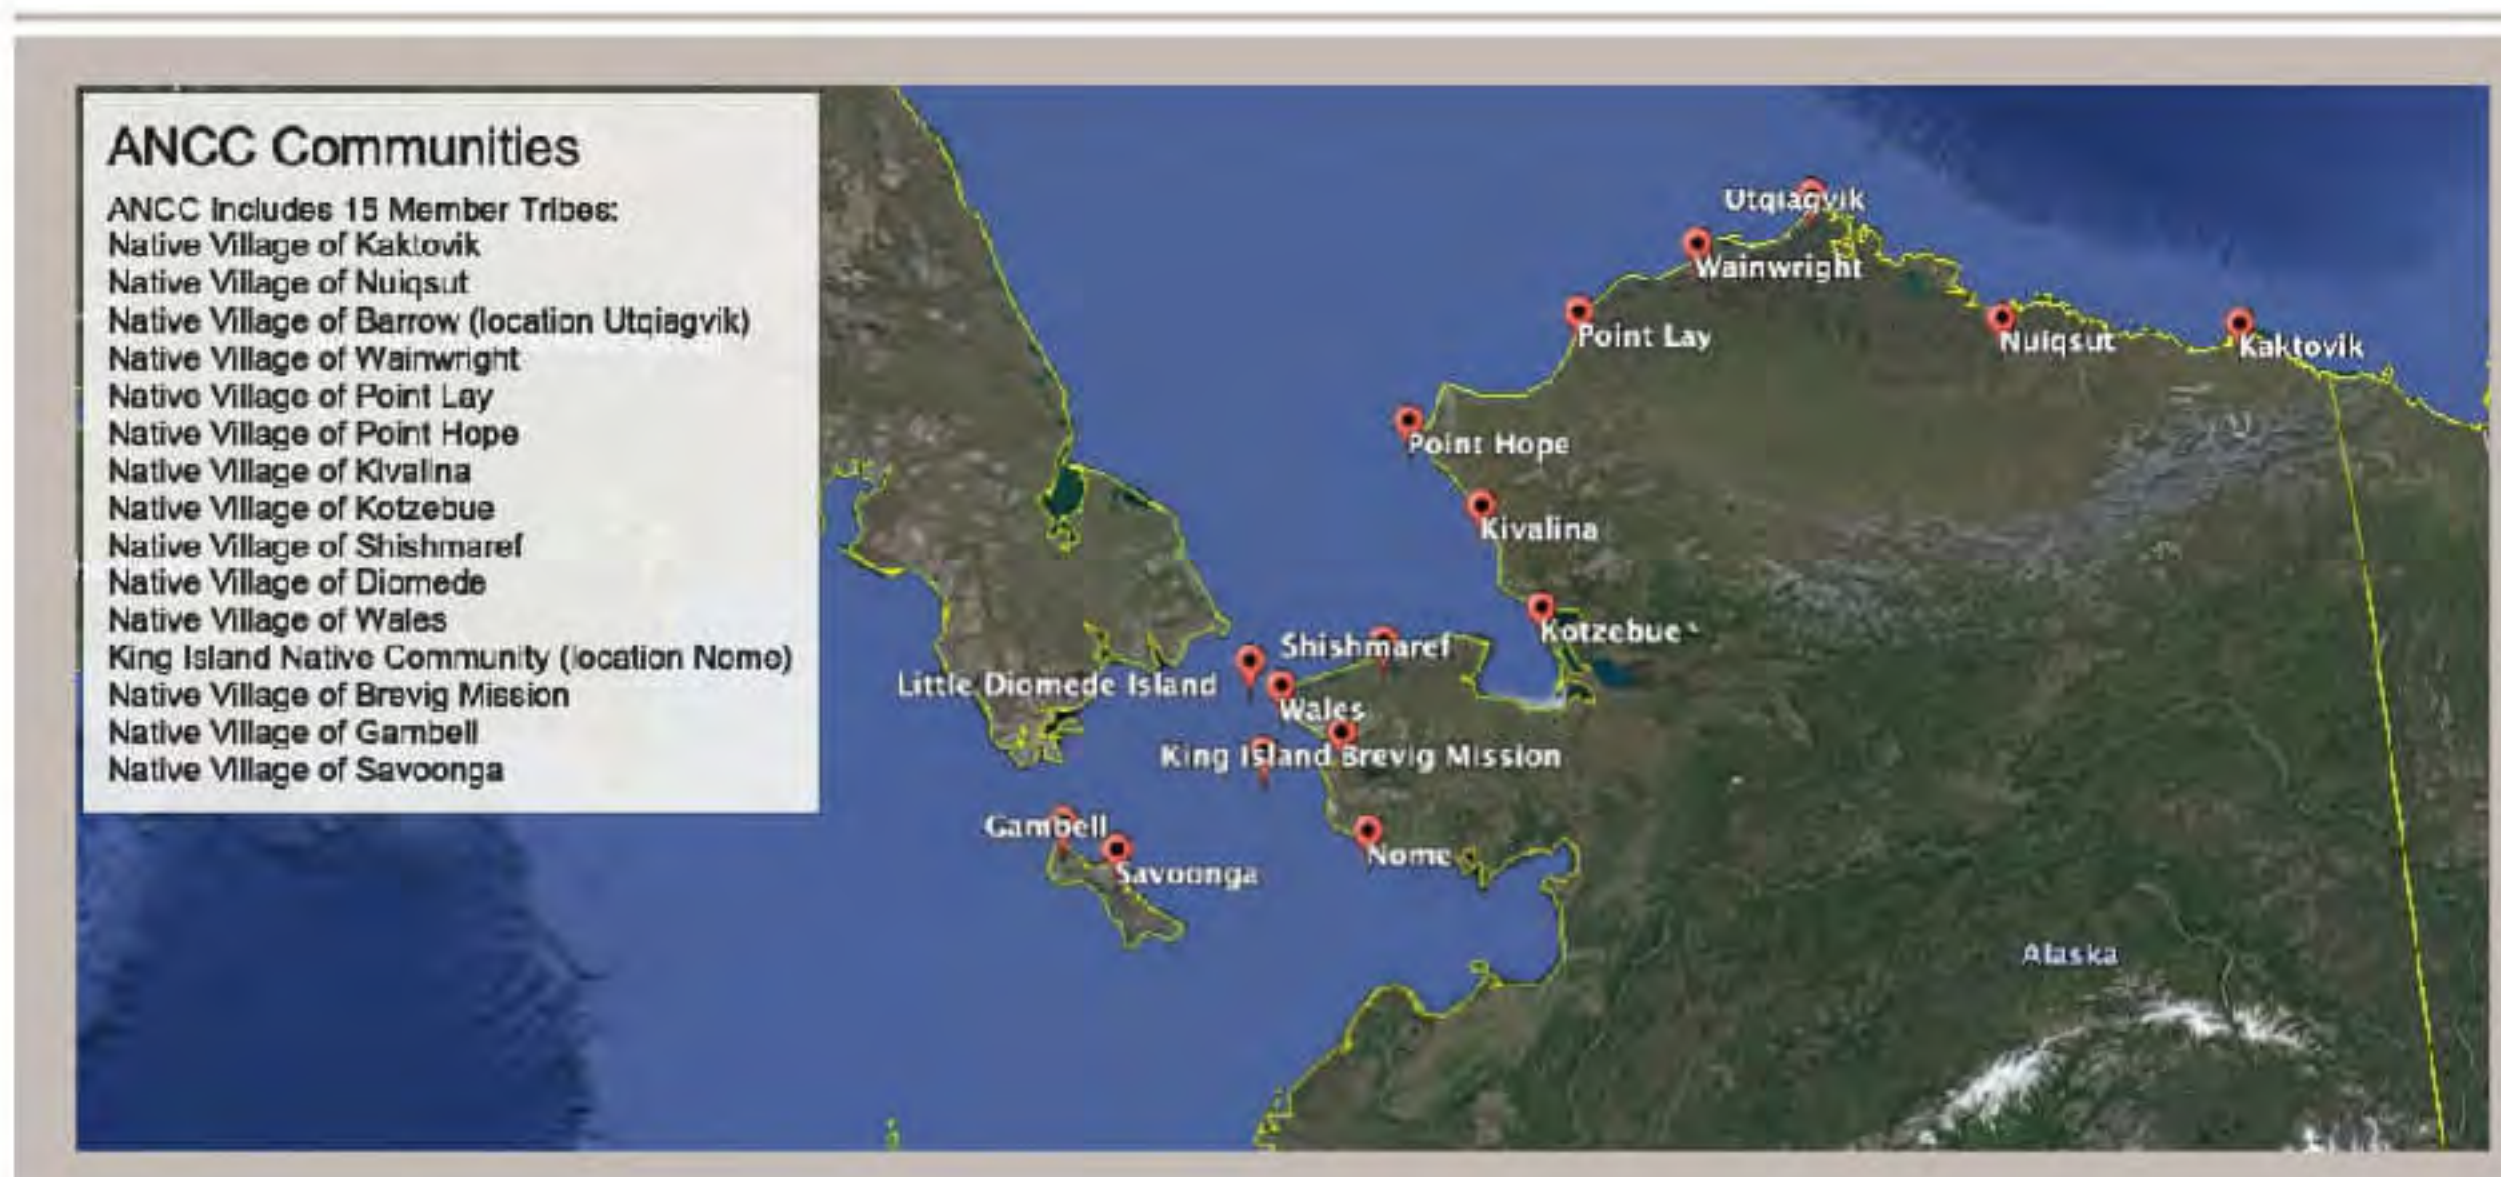 ANCC Communities
ANCC Includes 15 Member Tribes:
Native Village of Kaktovik
Native Village of Nuiqsut
Native Village of Barrow (location Utqiagvik)
Native Village of Wainwright
Native Village of Point Lay
Native Village of Point Hope
Native Village of Kivalina
Native Village of Kotzebue
Native Village of Shishmaref
Native Village of Diomede
Native Village of Wales
King Island Native Community (location Nome)
Native Village of Brevig Mission
Native Village of Gambell
Native Village of Savoonga
Utqiagvik
Wainwright
Point Lay
Nuiqsut
Kaktovik
Point Hope
Kivalina
Kotzebue
Shishmaref
Little Diomede Island
Wales
King Island
Brevig Mission
Gambell
Nome
Savoonga
Alaska